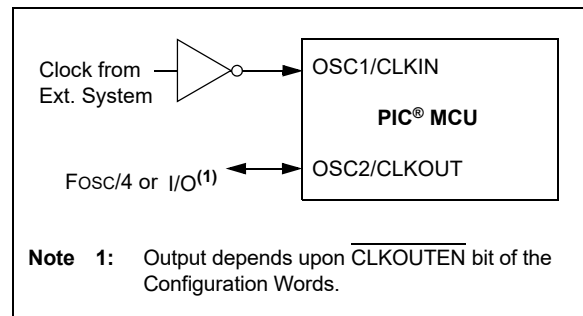 Clock from
Ext. System
OSC1/CLKIN
PIC® MCU
FOSC/4 or I/O(1)
OSC2/CLKOUT
Note 1: Output depends upon CLKOUTEN bit of the
Configuration Words.